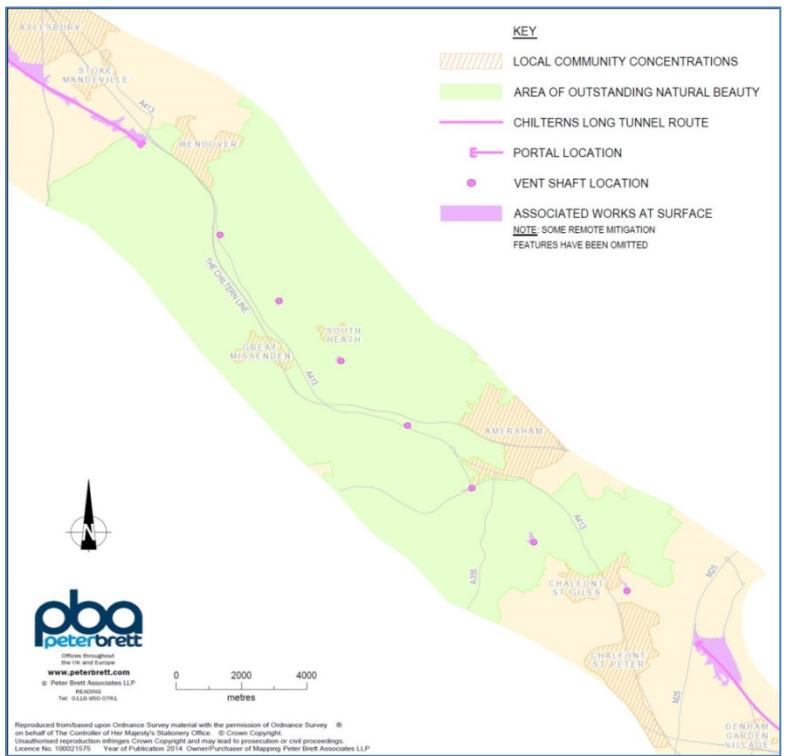 AYLESBURY
STOKE
MANDEVILLE
A413
WENDOVER
THE CHILTERN LINE
SOUTH
HEATH
GREAT
MISSENDEN
A413
AMERSHAM
A413
A355
CHALFONT
ST GILES
CHALFONT
ST PETER
M25
M25
DENHAM
GARDEN
VILLAGE
KEY
LOCAL COMMUNITY CONCENTRATIONS
AREA OF OUTSTANDING NATURAL BEAUTY
CHILTERNS LONG TUNNEL ROUTE
PORTAL LOCATION
VENT SHAFT LOCATION
ASSOCIATED WORKS AT SURFACE
NOTE: SOME REMOTE MITIGATION
FEATURES HAVE BEEN OMITTED
N
pba
peterbrett
Offices throughout
the UK and Europe
www.peterbrett.com
© Peter Brett Associates LLP
READING
Tel: 0118 950 0761
0 2000 4000
metres
Reproduced from/based upon Ordnance Survey material with the permission of Ordnance Survey ®
on behalf of The Controller of Her Majesty's Stationery Office. © Crown Copyright.
Unauthorised reproduction infringes Crown Copyright and may lead to prosecution or civil proceedings.
Licence No. 100021575 Year of Publication 2014 Owner/Purchaser of Mapping Peter Brett Associates LLP